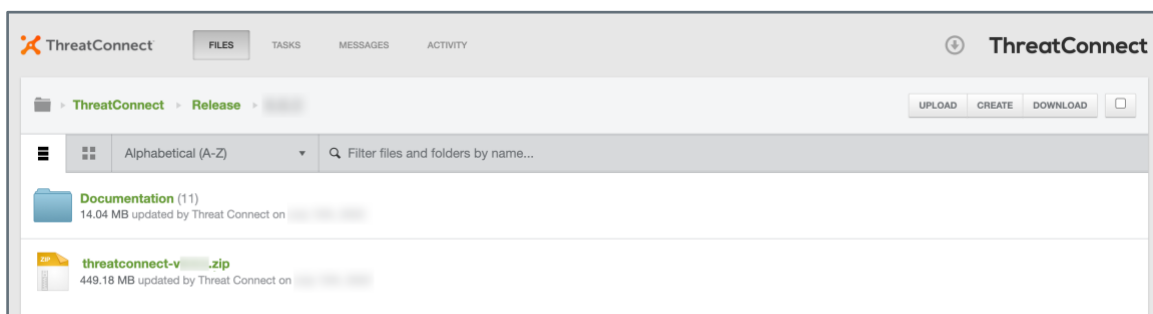 ThreatConnect FILES TASKS MESSAGES ACTIVITY ThreatConnect
ThreatConnect Release UPLOAD CREATE DOWNLOAD
Alphabetical (A-Z) Filter files and folders by name...
Documentation (11)
14.04 MB updated by Threat Connect on
ZIP threatconnect-v .zip
449.18 MB updated by Threat Connect on